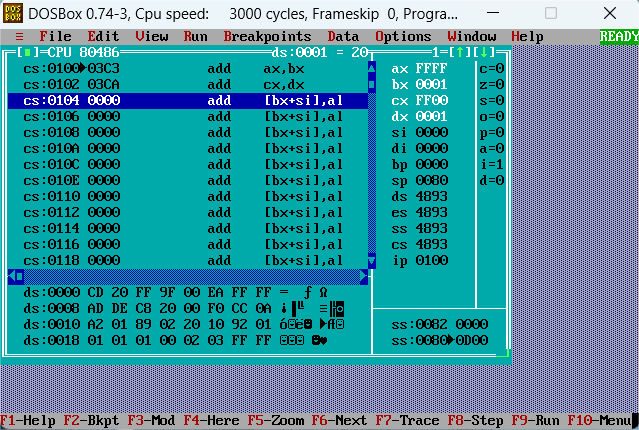 DOSBox 0.74-3, Cpu speed: 3000 cycles, Frameskip 0, Progra...
≡ File Edit View Run Breakpoints Data Options Window Help READY
[■]=CPU 80486 ds:0001 = 20 1=[↑][↓]
cs:0100►03C3 add ax,bx ax FFFF c=0
cs:0102 03CA add cx,dx bx 0001 z=0
cs:0104 0000 add [bx+si],al cx FF00 s=0
cs:0106 0000 add [bx+si],al dx 0001 o=0
cs:0108 0000 add [bx+si],al si 0000 p=0
cs:010A 0000 add [bx+si],al di 0000 a=0
cs:010C 0000 add [bx+si],al bp 0000 i=1
cs:010E 0000 add [bx+si],al sp 0080 d=0
cs:0110 0000 add [bx+si],al ds 4893
cs:0112 0000 add [bx+si],al es 4893
cs:0114 0000 add [bx+si],al ss 4893
cs:0116 0000 add [bx+si],al cs 4893
cs:0118 0000 add [bx+si],al ip 0100
ds:0000 CD 20 FF 9F 00 EA FF FF = ƒ Ω
ds:0008 AD DE C8 20 00 F0 CC 0A ¡▐╚ ≡╠◙
ds:0010 A2 01 89 02 20 10 92 01 ó☺ë☻ ►Æ☺ ss:0082 0000
ds:0018 01 01 01 00 02 03 FF FF ☺☺☺ ☻♥ ss:0080►0D00
F1-Help F2-Bkpt F3-Mod F4-Here F5-Zoom F6-Next F7-Trace F8-Step F9-Run F10-Menu